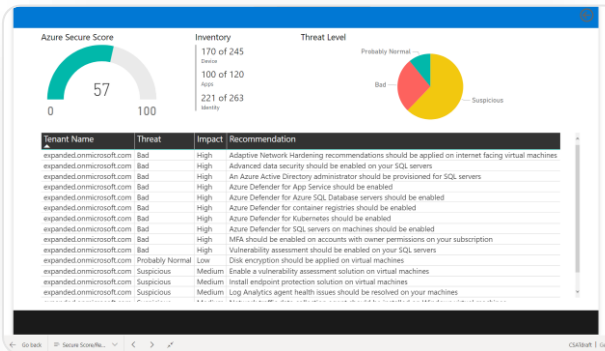 Azure Secure Score
Inventory
Threat Level
170 of 245
Device
100 of 120
Apps
221 of 263
Identity
57
0
100
Probably Normal
Bad
Suspicious
Tenant Name Threat Impact Recommendation
expanded.onmicrosoft.com Bad High Adaptive Network Hardening recommendations should be applied on internet facing virtual machines
expanded.onmicrosoft.com Bad High Advanced data security should be enabled on your SQL servers
expanded.onmicrosoft.com Bad High An Azure Active Directory administrator should be provisioned for SQL servers
expanded.onmicrosoft.com Bad High Azure Defender for App Service should be enabled
expanded.onmicrosoft.com Bad High Azure Defender for Azure SQL Database servers should be enabled
expanded.onmicrosoft.com Bad High Azure Defender for container registries should be enabled
expanded.onmicrosoft.com Bad High Azure Defender for Kubernetes should be enabled
expanded.onmicrosoft.com Bad High Azure Defender for SQL servers on machines should be enabled
expanded.onmicrosoft.com Bad High MFA should be enabled on accounts with owner permissions on your subscription
expanded.onmicrosoft.com Bad High Vulnerability assessment should be enabled on your SQL servers
expanded.onmicrosoft.com Probably Normal Low Disk encryption should be applied on virtual machines
expanded.onmicrosoft.com Suspicious Medium Enable a vulnerability assessment solution on virtual machines
expanded.onmicrosoft.com Suspicious Medium Install endpoint protection solution on virtual machines
expanded.onmicrosoft.com Suspicious Medium Log Analytics agent health issues should be resolved on your machines
Go back Secure Score/Re...